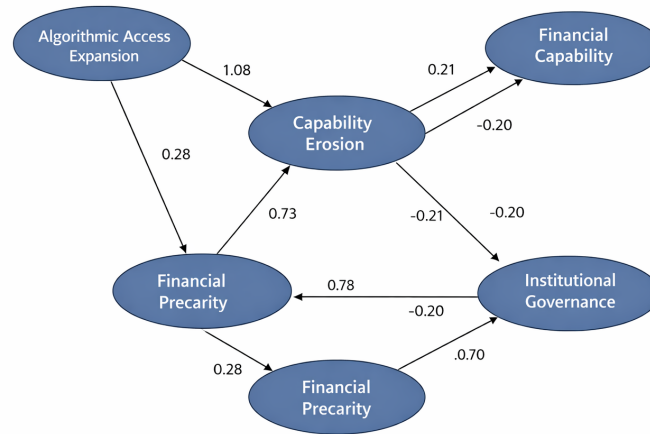 Algorithmic Access
Expansion
Financial
Capability
1.08
0.21
Capability
Erosion
-0.20
0.28
0.73
-0.21
-0.20
Financial
Precarity
0.78
Institutional
Governance
-0.20
0.28
.0.70
Financial
Precarity